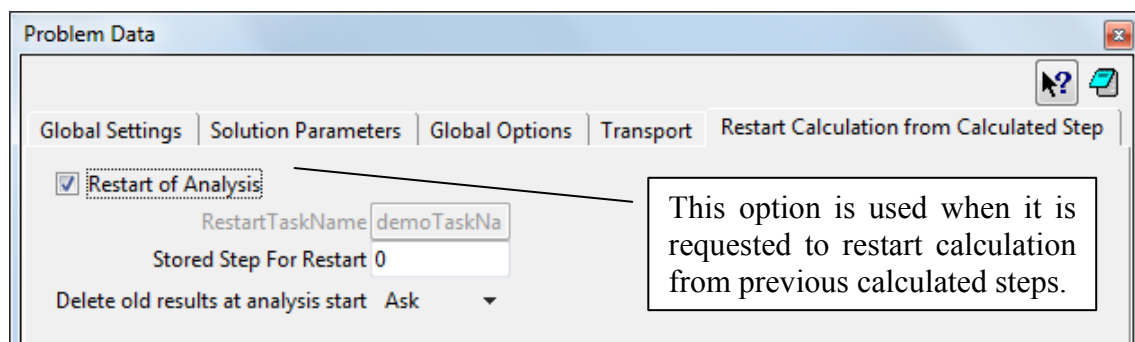 Problem Data
Global Settings Solution Parameters Global Options Transport Restart Calculation from Calculated Step
Restart of Analysis
RestartTaskName demoTaskNa
Stored Step For Restart 0
Delete old results at analysis start Ask
This option is used when it is
requested to restart calculation
from previous calculated steps.